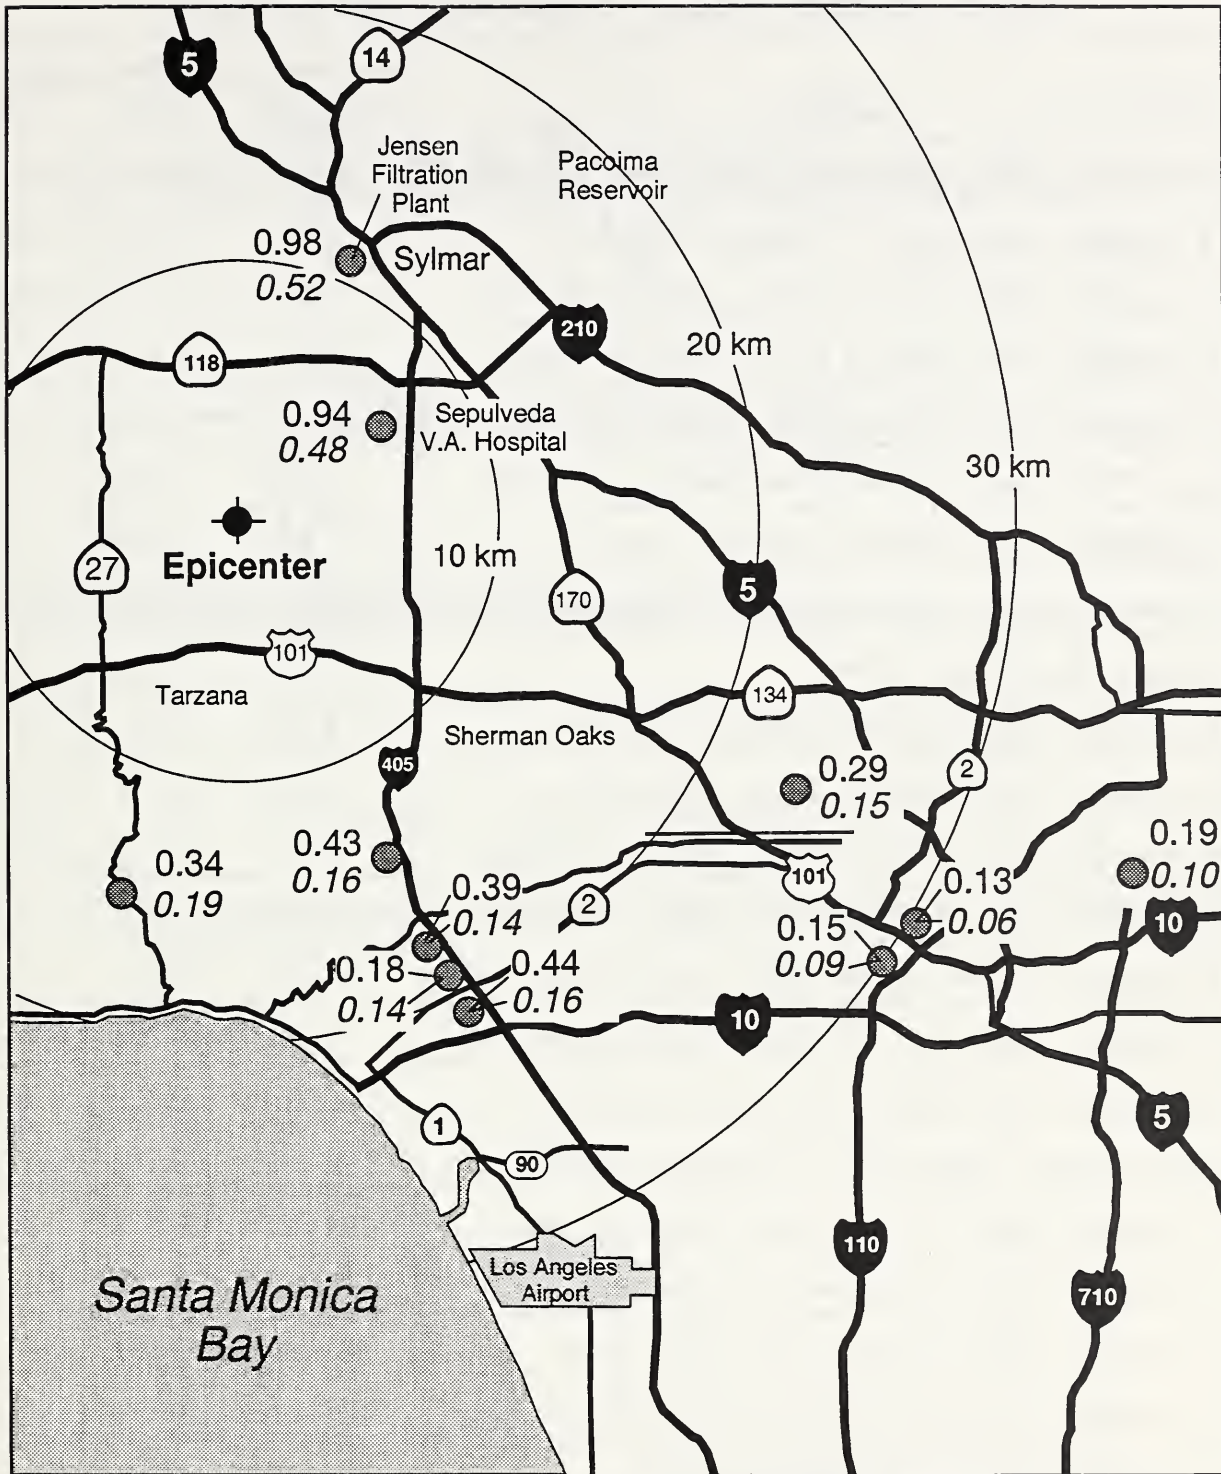 5
14
Jensen
Filtration
Plant
Pacoima
Reservoir
0.98
0.52
Sylmar
210
20 km
118
0.94
0.48
Sepulveda
V.A. Hospital
30 km
Epicenter
10 km
27
170
5
101
Tarzana
134
Sherman Oaks
405
2
0.29
0.15
0.43
0.16
0.34
0.19
0.39
0.14
2
101
0.13
0.06
0.19
0.10
0.15
0.09
10
0.18
0.14
0.44
0.16
10
1
90
5
110
Los Angeles
Airport
710
Santa Monica
Bay